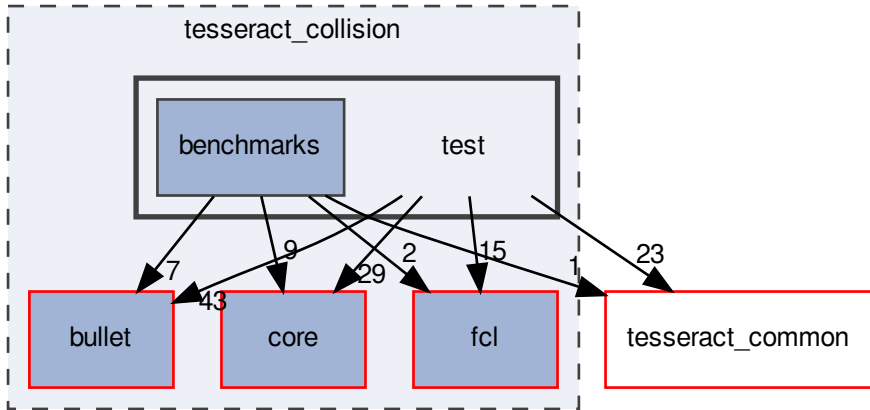 tesseract_collision
benchmarks
test
7
9
2
15
1
23
43
29
bullet
core
fcl
tesseract_common